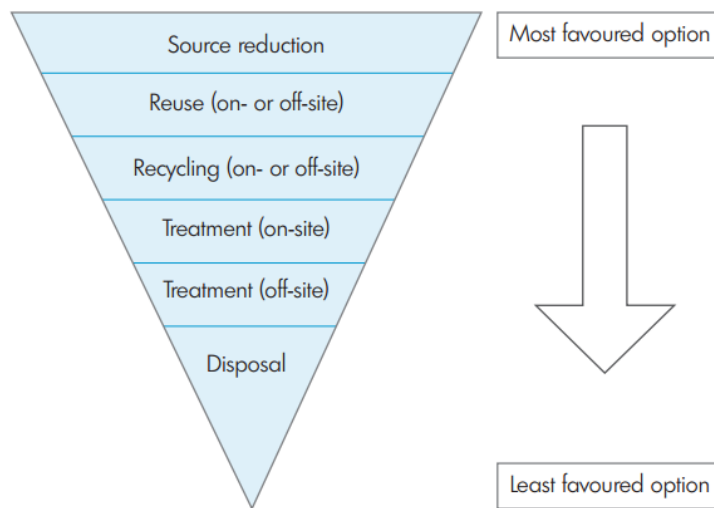 Source reduction
Most favoured option
Reuse (on- or off-site)
Recycling (on- or off-site)
Treatment (on-site)
Treatment (off-site)
Disposal
Least favoured option